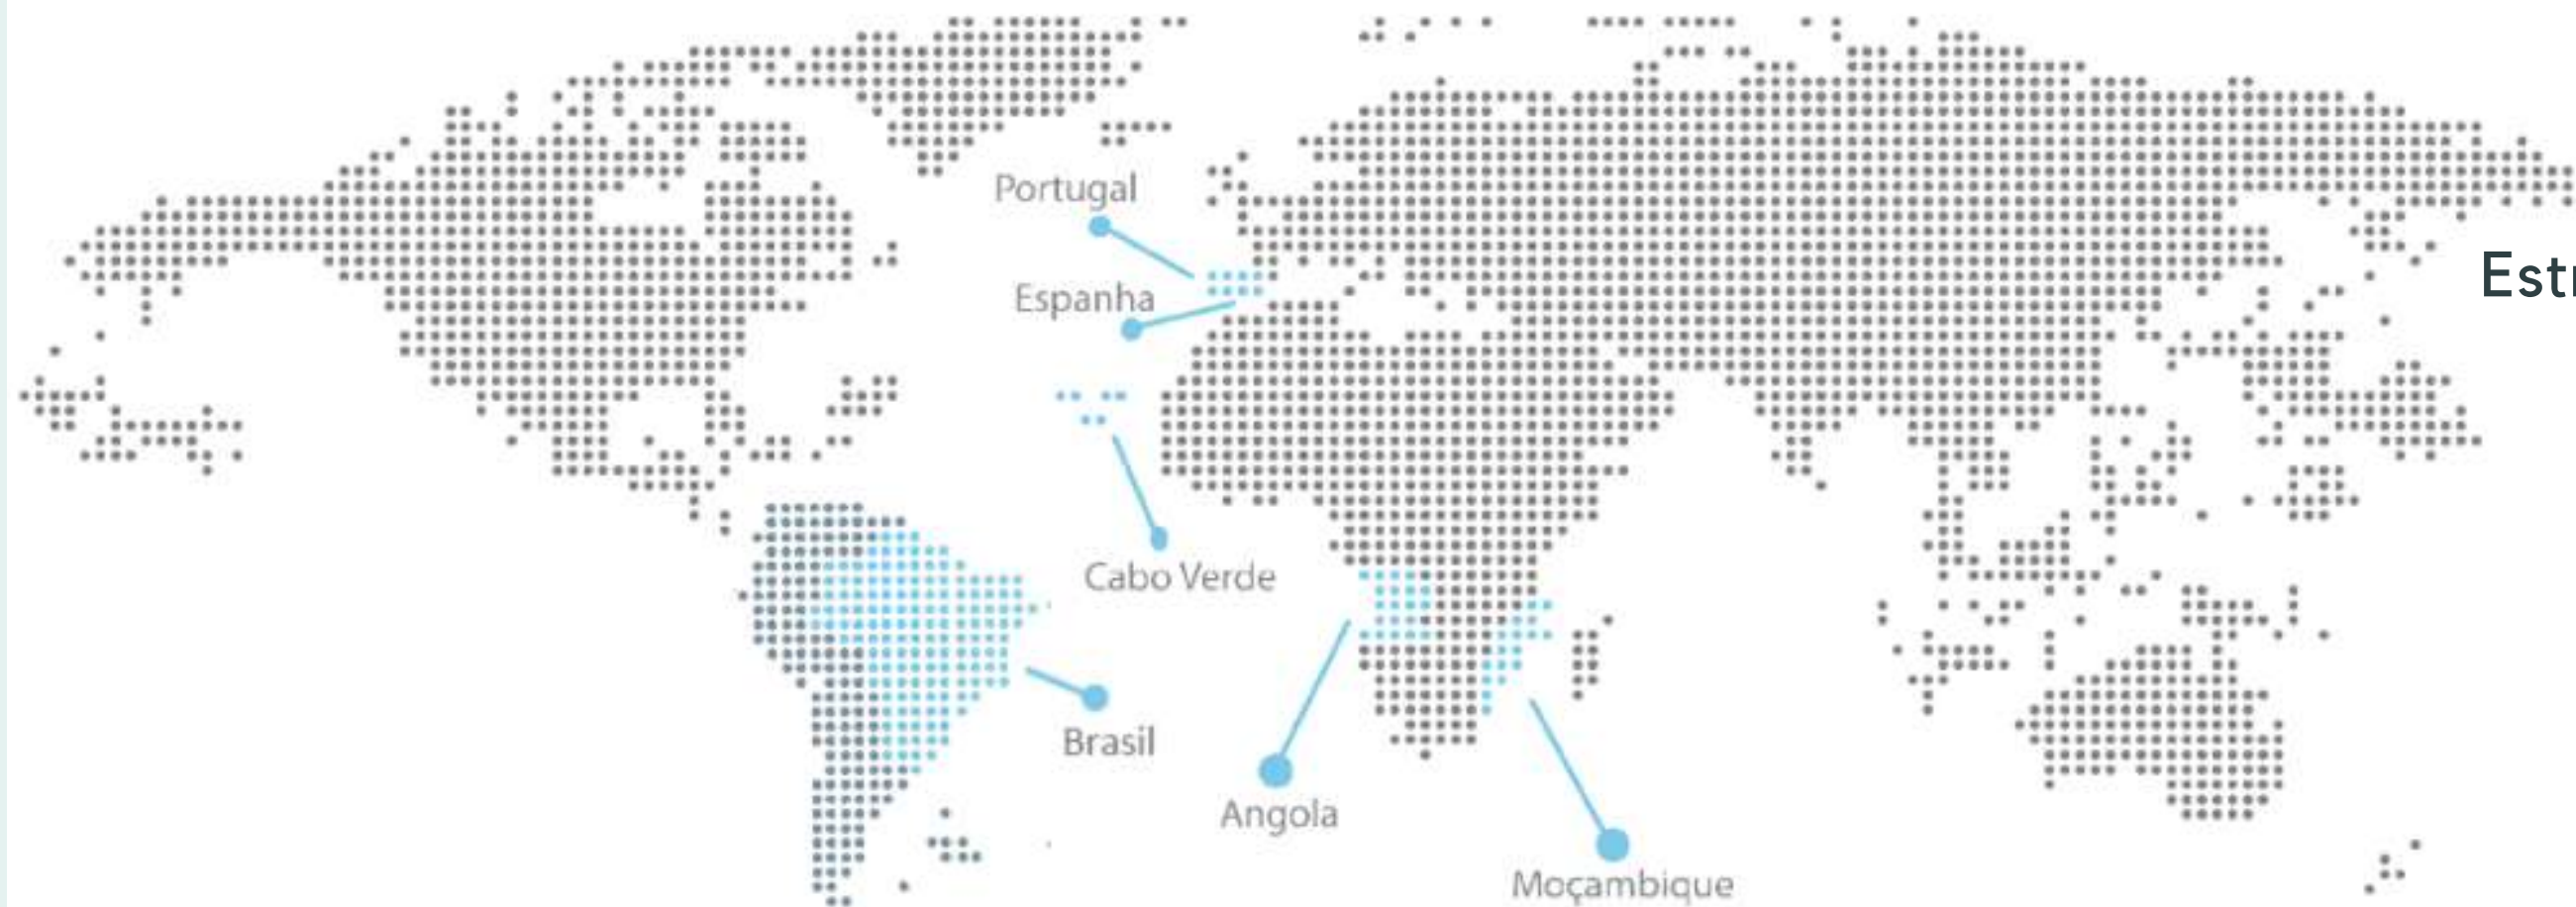 Portugal
Espanha
Cabo Verde
Brasil
Angola
Moçambique